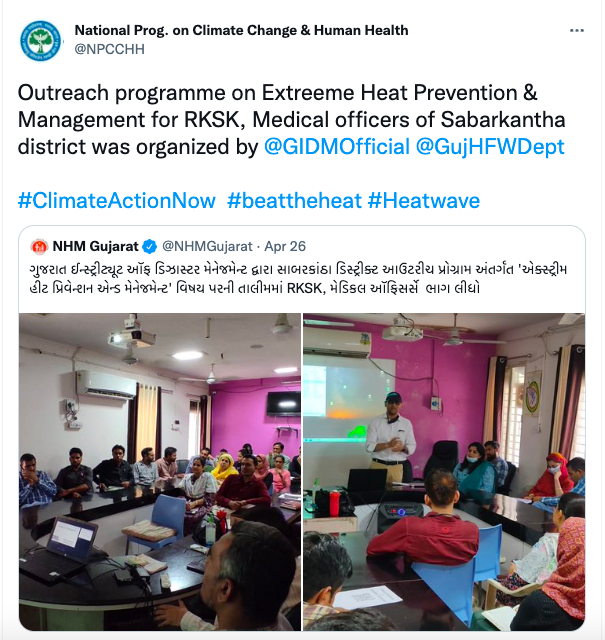 National Prog. on Climate Change & Human Health
@NPCCHH
Outreach programme on Extreeme Heat Prevention &
Management for RKSK, Medical officers of Sabarkantha
district was organized by @GIDMOfficial @GujHFWDept
#ClimateActionNow #beattheheat #Heatwave
NHM Gujarat @NHMGujarat · Apr 26
ગુજરાત ઈન્સ્ટીટ્યૂટ ઑફ ડિઝાસ્ટર મેનેજમેન્ટ દ્વારા સાબરકાંઠા ડિસ્ટ્રીક્ટ આઉટરીચ પ્રોગ્રામ અંતર્ગત 'એક્સ્ટ્રીમ
હીટ પ્રિવેન્શન એન્ડ મેનેજમેન્ટ' વિષય પરની તાલીમમાં RKSK, મેડિકલ ઑફિસર્સે ભાગ લીધો